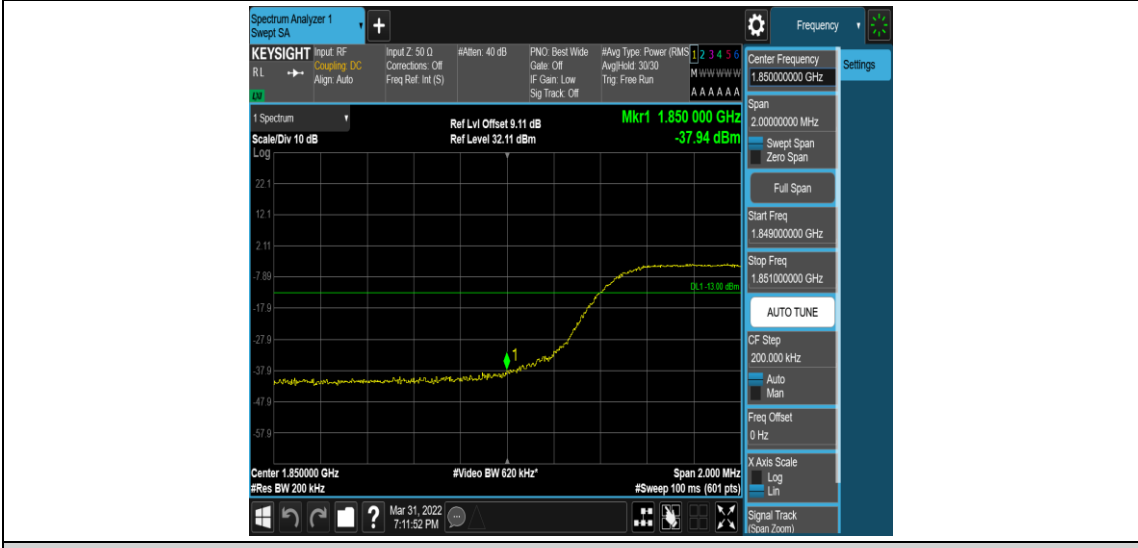 Spectrum Analyzer 1
Swept SA
Frequency
KEYSIGHT
RL
Input: RF
Coupling: DC
Align: Auto
Input Z: 50 Ω
Corrections: Off
Freq Ref: Int (S)
#Atten: 40 dB
PNO: Best Wide
Gate: Off
IF Gain: Low
Sig Track: Off
#Avg Type: Power (RMS
Avg|Hold: 30/30
Trig: Free Run
1 2 3 4 5 6
M W W W W W
A A A A A A
1 Spectrum
Scale/Div 10 dB
Log
Ref Lvl Offset 9.11 dB
Ref Level 32.11 dBm
Mkr1 1.850 000 GHz
-37.94 dBm
22.1
12.1
2.11
-7.89
-17.9
-27.9
-37.9
-47.9
-57.9
DL1 -13.00 dBm
1
Center 1.85000 GHz
#Res BW 200 kHz
#Video BW 620 kHz*
Span 2.000 MHz
#Sweep 100 ms (601 pts)
Mar 31, 2022
7:11:52 PM
Center Frequency
1.850000000 GHz
Settings
Span
2.00000000 MHz
Swept Span
Zero Span
Full Span
Start Freq
1.849000000 GHz
Stop Freq
1.851000000 GHz
AUTO TUNE
CF Step
200.000 kHz
Auto
Man
Freq Offset
0 Hz
X Axis Scale
Log
Lin
Signal Track
(Span Zoom)